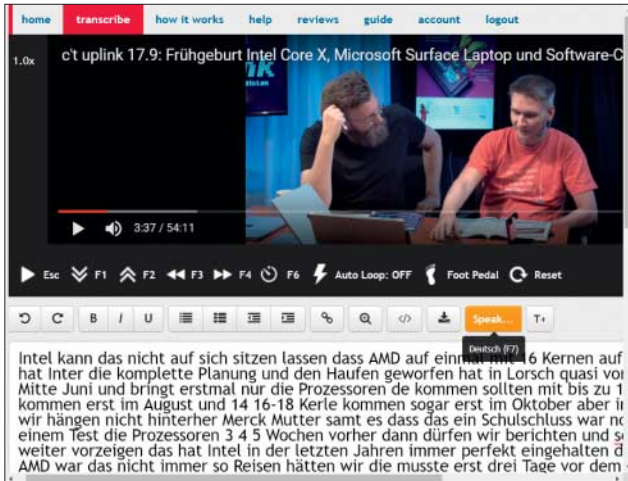 home transcribe how it works help reviews guide account logout
1.0x
c't uplink 17.9: Frühgeburt Intel Core X, Microsoft Surface Laptop und Software-C
3:37 / 54:11
Esc F1 F2 F3 F4 F6 Auto Loop: OFF Foot Pedal Reset
B I U Speak... T+
Deutsch (F7)
Intel kann das nicht auf sich sitzen lassen dass AMD auf einmal mit 16 Kernen auf
hat Inter die komplette Planung und den Haufen geworfen hat in Lorsch quasi vor
Mitte Juni und bringt erstmal nur die Prozessoren de kommen sollten mit bis zu 1
kommen erst im August und 14 16-18 Kerle kommen sogar erst im Oktober aber i
wir hängen nicht hinterher Merck Mutter samt es dass das ein Schulschluss war no
einem Test die Prozessoren 3 4 5 Wochen vorher dann dürfen wir berichten und s
weiter vorzeigen das hat Intel in der letzten Jahren immer perfekt eingehalten d
AMD war das nicht immer so Reisen hätten wir die musste erst drei Tage vor dem